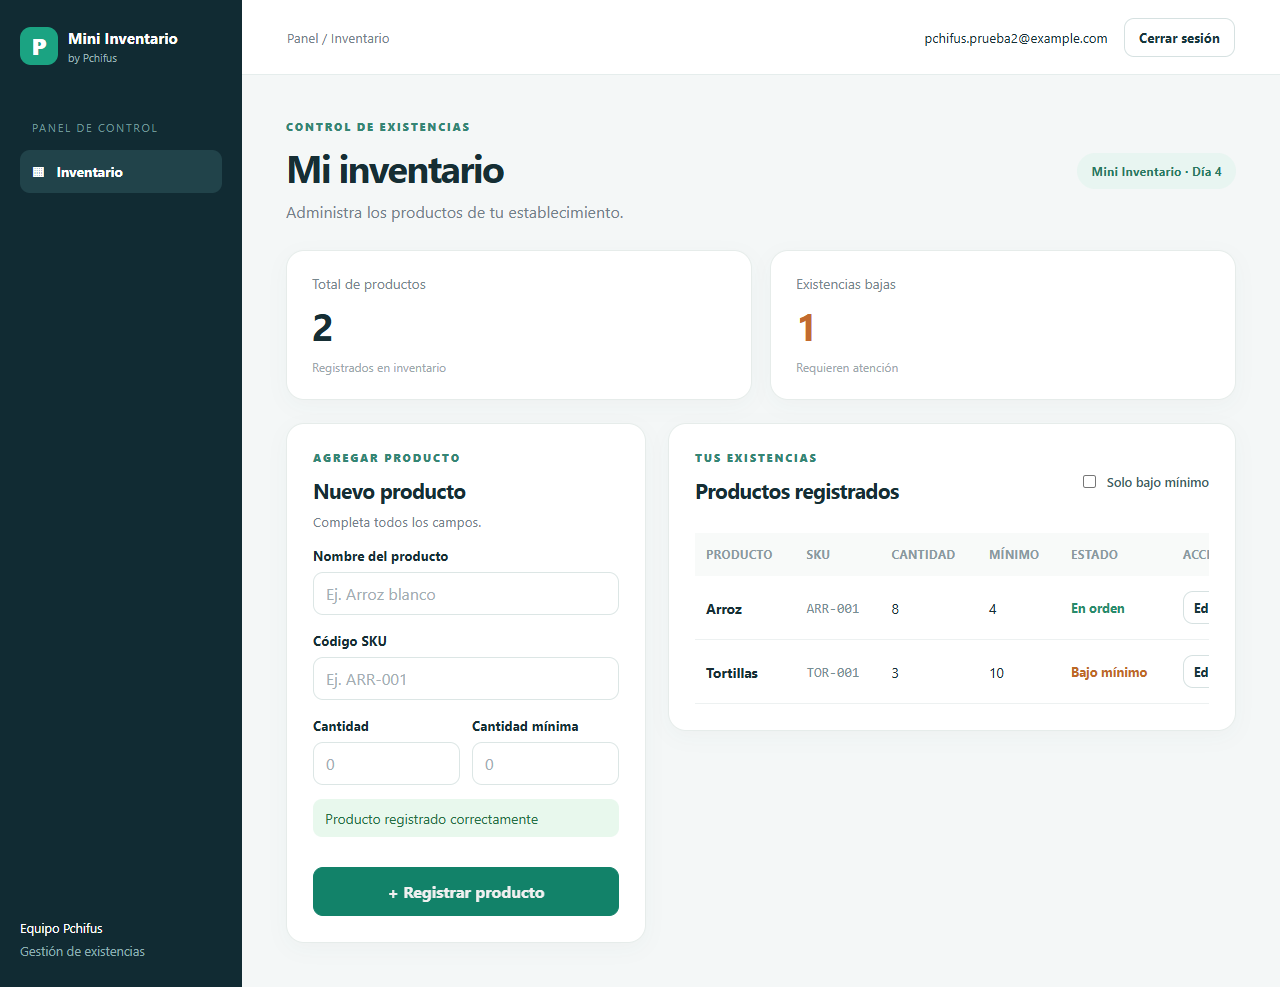 P
Mini Inventario
by Pchifus
PANEL DE CONTROL
Inventario
Equipo Pchifus
Gestión de existencias
Panel / Inventario
pchifus.prueba2@example.com
Cerrar sesión
CONTROL DE EXISTENCIAS
Mi inventario
Administra los productos de tu establecimiento.
Mini Inventario · Día 4
Total de productos
2
Registrados en inventario
Existencias bajas
1
Requieren atención
AGREGAR PRODUCTO
Nuevo producto
Completa todos los campos.
Nombre del producto
Ej. Arroz blanco
Código SKU
Ej. ARR-001
Cantidad Cantidad mínima
0 0
Producto registrado correctamente
+ Registrar producto
TUS EXISTENCIAS
Productos registrados
Solo bajo mínimo
PRODUCTO SKU CANTIDAD MÍNIMO ESTADO ACCI
Arroz ARR-001 8 4 En orden Ed
Tortillas TOR-001 3 10 Bajo mínimo Ed